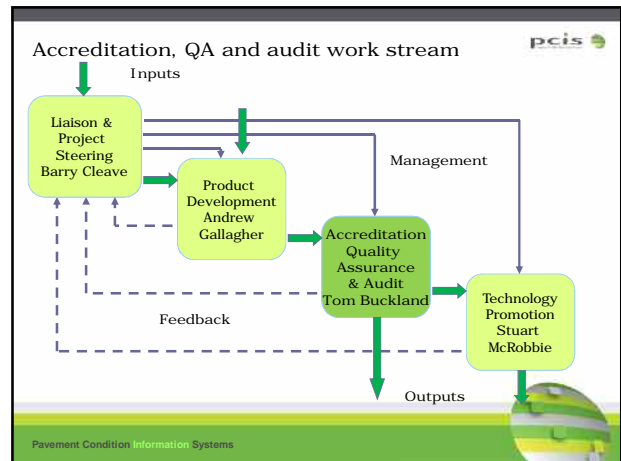 Accreditation, QA and audit work stream
pcis
Inputs
Liaison &
Project
Steering
Barry Cleave
Management
Product
Development
Andrew
Gallagher
Accreditation
Quality
Assurance
& Audit
Tom Buckland
Technology
Promotion
Stuart
McRobbie
Feedback
Outputs
Pavement Condition Information Systems